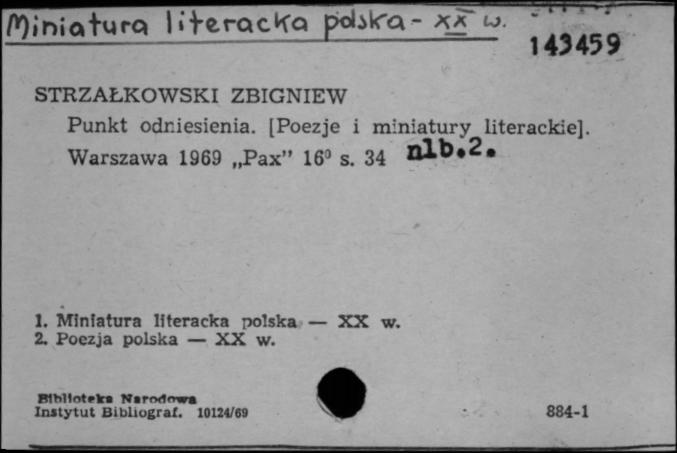 Miniatura literacka polska - XX w.
143459
STRZAŁKOWSKI ZBIGNIEW
Punkt odniesienia. [Poezje i miniatury literackie].
Warszawa 1969 „Pax” 16⁰ s. 34 nlb.2.
1. Miniatura literacka polska — XX w.
2. Poezja polska — XX w.
Biblioteka Narodowa
Instytut Bibliograf. 10124/69
884-1